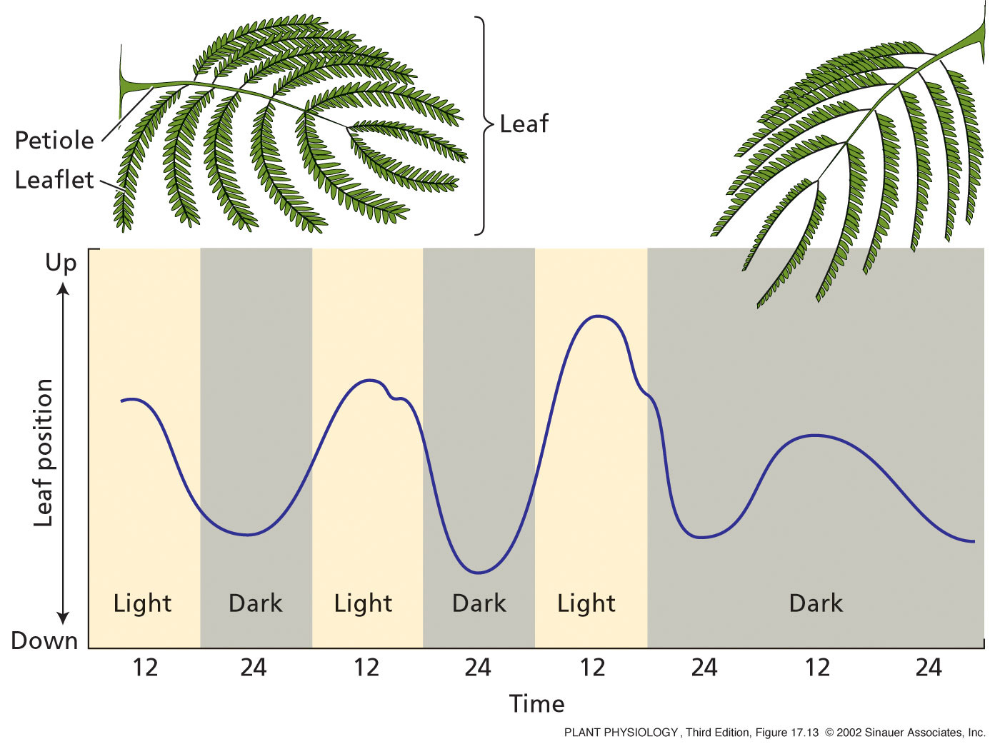 Petiole
Leaflet
Leaf
Up
Leaf position
Down
Light
Dark
Light
Dark
Light
Dark
12
24
12
24
12
24
12
24
Time
PLANT PHYSIOLOGY, Third Edition, Figure 17.13 © 2002 Sinauer Associates, Inc.